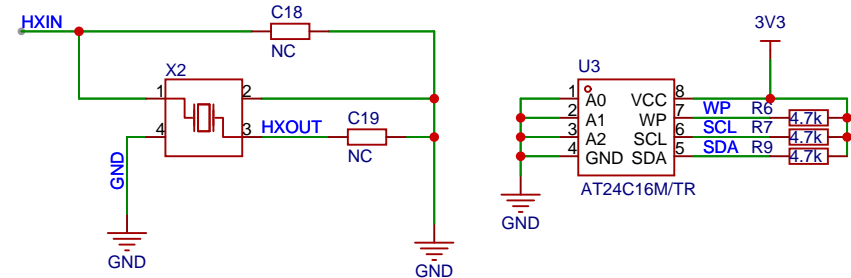 HXIN
C18
NC
X2
1
2
4
3
HXOUT
C19
NC
GND
GND
GND
3V3
U3
1
A0
VCC
8
2
A1
WP
7
WP
R6
4.7k
3
A2
SCL
6
SCL
R7
4.7k
4
GND
SDA
5
SDA
R9
4.7k
AT24C16M/TR
GND